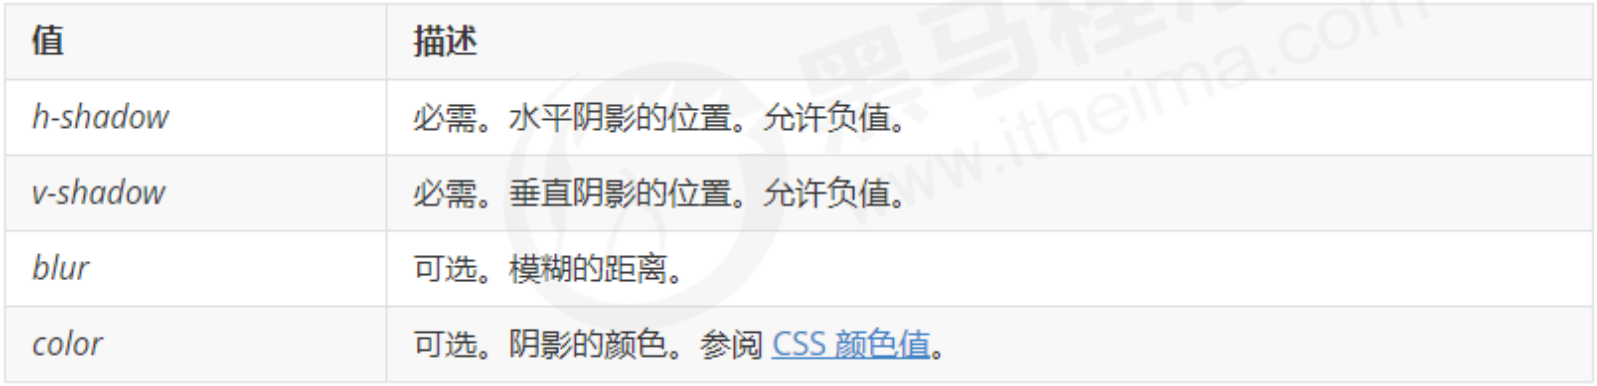 值 描述
h-shadow 必需。水平阴影的位置。允许负值。
v-shadow 必需。垂直阴影的位置。允许负值。
blur 可选。模糊的距离。
color 可选。阴影的颜色。参阅 CSS 颜色值。
黑马程
www.itheima.com